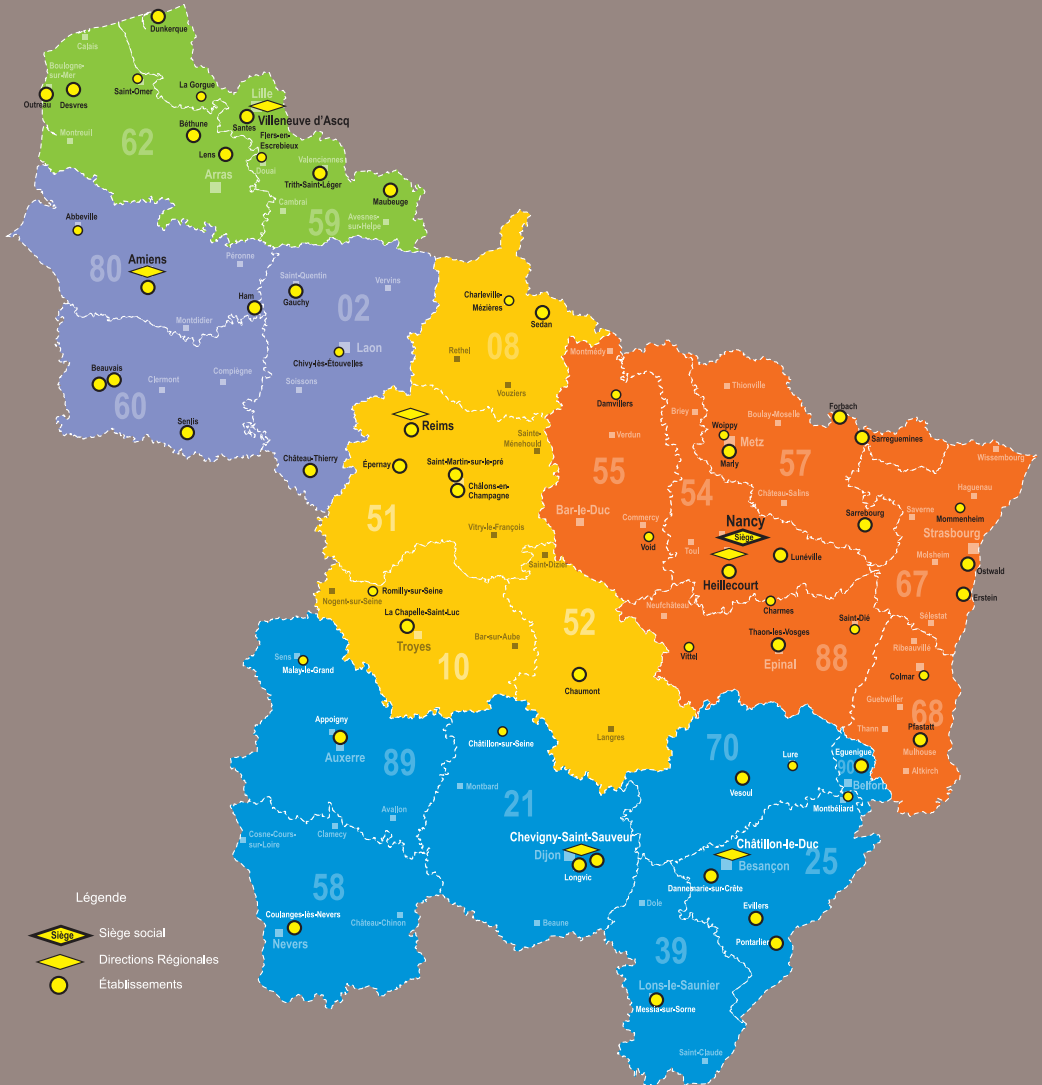 Dunkerque
Calais
Boulogne-
sur-Mer
Saint-Omer
La Gorgue
Lille
Outreau
Desvres
Santes
Villeneuve d'Ascq
Béthune
Flers-en-
Escrebieux
Montreuil
62
Lens
Douai
Valenciennes
Trith-Saint-Léger
Arras
Maubeuge
Cambrai
59
Avesnes-
sur-Helpe
Abbeville
Amiens
Péronne
80
Saint-Quentin
Gauchy
Vervins
Ham
02
Charleville-
Mézières
Sedan
Montdidier
Laon
Chivy-lès-Étouvelles
08
Rethel
Montmédy
Beauvais
Clermont
Compiègne
Soissons
Vouziers
60
Senlis
Damvillers
Thionville
Briey
Boulay-Moselle
Forbach
Reims
Sainte-
Ménehould
Verdun
Woippy
Metz
Sarreguemines
Wissembourg
Château-Thierry
Épernay
Saint-Martin-sur-le-pré
Marly
57
55
Châlons-en-
Champagne
Château-Salins
Haguenau
Saverne
Mommenheim
51
54
Bar-le-Duc
Commercy
Nancy
Sarrebourg
Strasbourg
Vitry-le-François
Siège
Void
Toul
Lunéville
Molsheim
Ostwald
Saint-Dizier
Heillecourt
67
Erstein
Nogent-sur-Seine
Romilly-sur-Seine
Neufchâteau
Charmes
La Chapelle-Saint-Luc
52
Saint-Dié
Sélestat
Troyes
Bar-sur-Aube
Thaon-les-Vosges
Ribeauvillé
Vittel
Epinal
88
Sens
Malay-le-Grand
10
Chaumont
Colmar
Guebwiller
68
Appoigny
Langres
Thann
Pfastatt
Mulhouse
Auxerre
Châtillon-sur-Seine
70
Lure
Eguenigue
90
Altkirch
89
Vesoul
Belfort
Montbard
21
Montbéliard
Avallon
Cosne-Cours-
sur-Loire
Clamecy
Chevigny-Saint-Sauveur
Châtillon-le-Duc
Dijon
Longvic
Besançon
25
58
Dannemarie-sur-Crête
Dole
Coulanges-lès-Nevers
Château-Chinon
Beaune
Evillers
Nevers
Pontarlier
39
Lons-le-Saunier
Messia-sur-Sorne
Saint-Claude
Légende
Siège Siège social
Directions Régionales
Établissements